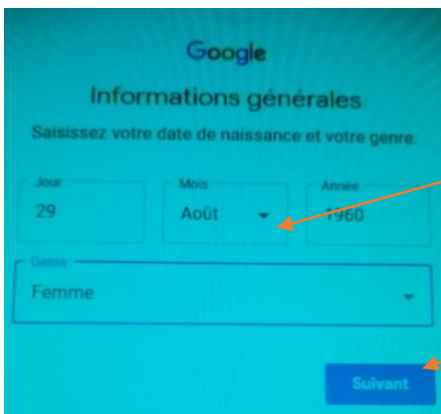 Google
Informations générales
Saisissez votre date de naissance et votre genre.
Jour Mois Année
29 Août 1960
Genre
Femme
Suivant